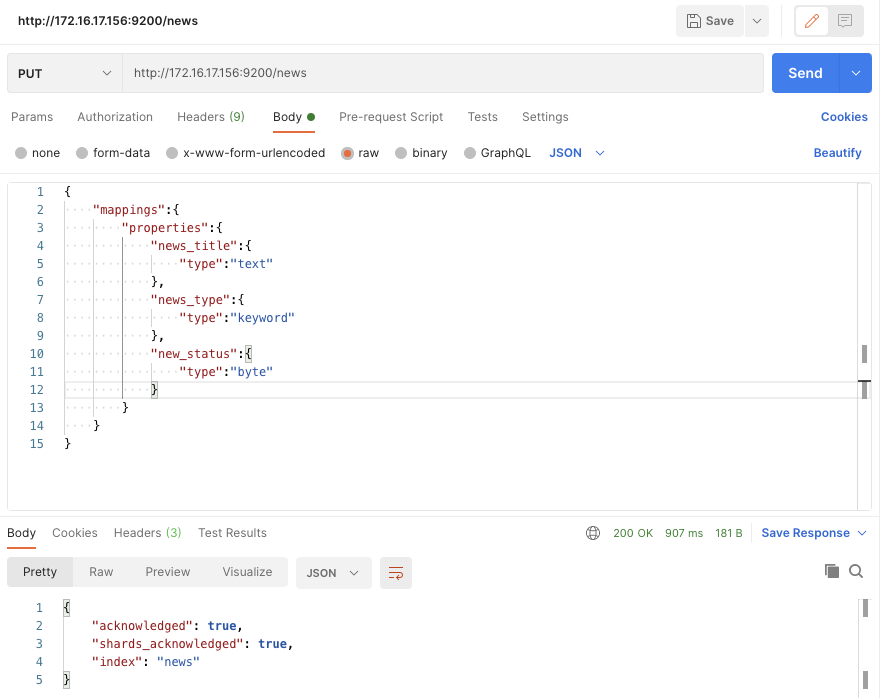 http://172.16.17.156:9200/news Save
PUT http://172.16.17.156:9200/news Send
Params Authorization Headers (9) Body Pre-request Script Tests Settings Cookies
none form-data x-www-form-urlencoded raw binary GraphQL JSON Beautify
1 {
2 "mappings":{
3 "properties":{
4 "news_title":{
5 "type":"text"
6 },
7 "news_type":{
8 "type":"keyword"
9 },
10 "new_status":{
11 "type":"byte"
12 }
13 }
14 }
15 }
Body Cookies Headers (3) Test Results 200 OK 907 ms 181 B Save Response
Pretty Raw Preview Visualize JSON
1 {
2 "acknowledged": true,
3 "shards_acknowledged": true,
4 "index": "news"
5 }